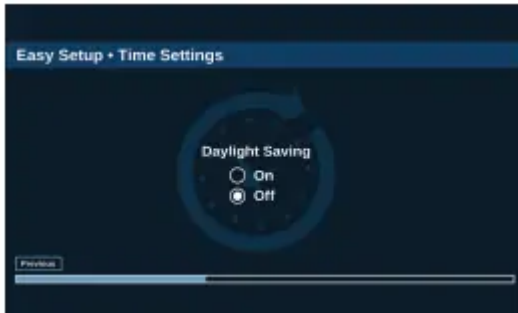 Easy Setup • Time Settings
Daylight Saving
On
Off
Previous